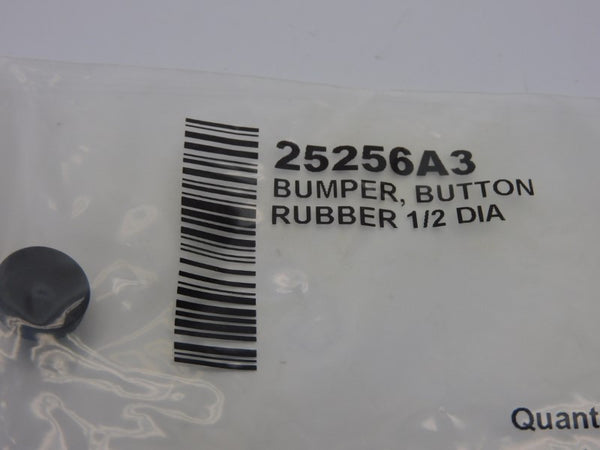 25256A3
BUMPER, BUTTON
RUBBER 1/2 DIA
Quant